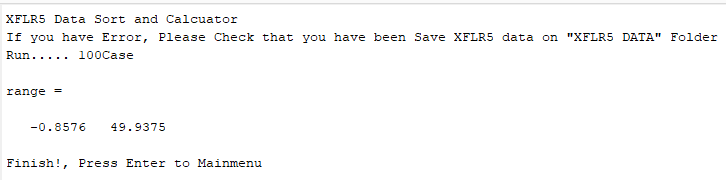 XFLR5 Data Sort and Calcuator
If you have Error, Please Check that you have been Save XFLR5 data on "XFLR5 DATA" Folder
Run..... 100Case
range =
-0.8576 49.9375
Finish!, Press Enter to Mainmenu